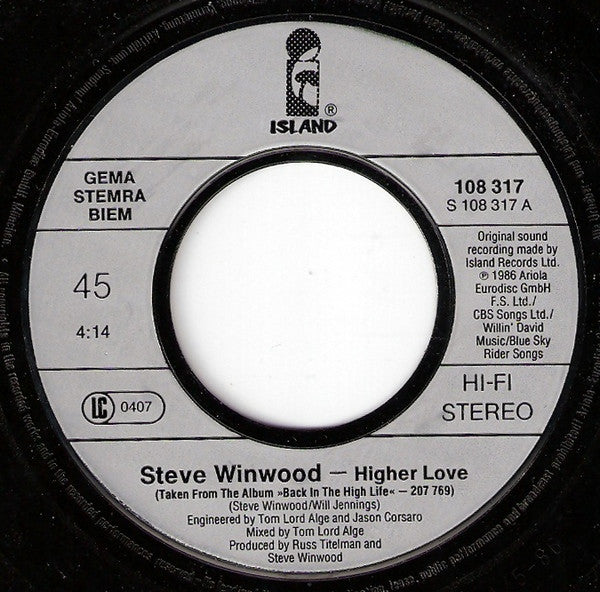 i ®
ISLAND
GEMA
STEMRA
BIEM
108 317
S 108 317 A
45
4:14
Original sound
recording made by
Island Records Ltd.
℗ 1986 Ariola
Eurodisc GmbH
F.S. Ltd./
CBS Songs Ltd./
Willin' David
Music/Blue Sky
Rider Songs
LC 0407
HI-FI
STEREO
Steve Winwood — Higher Love
(Taken From The Album »Back In The High Life« — 207 769)
(Steve Winwood/Will Jennings)
Engineered by Tom Lord Alge and Jason Corsaro
Mixed by Tom Lord Alge
Produced by Russ Titelman and
Steve Winwood